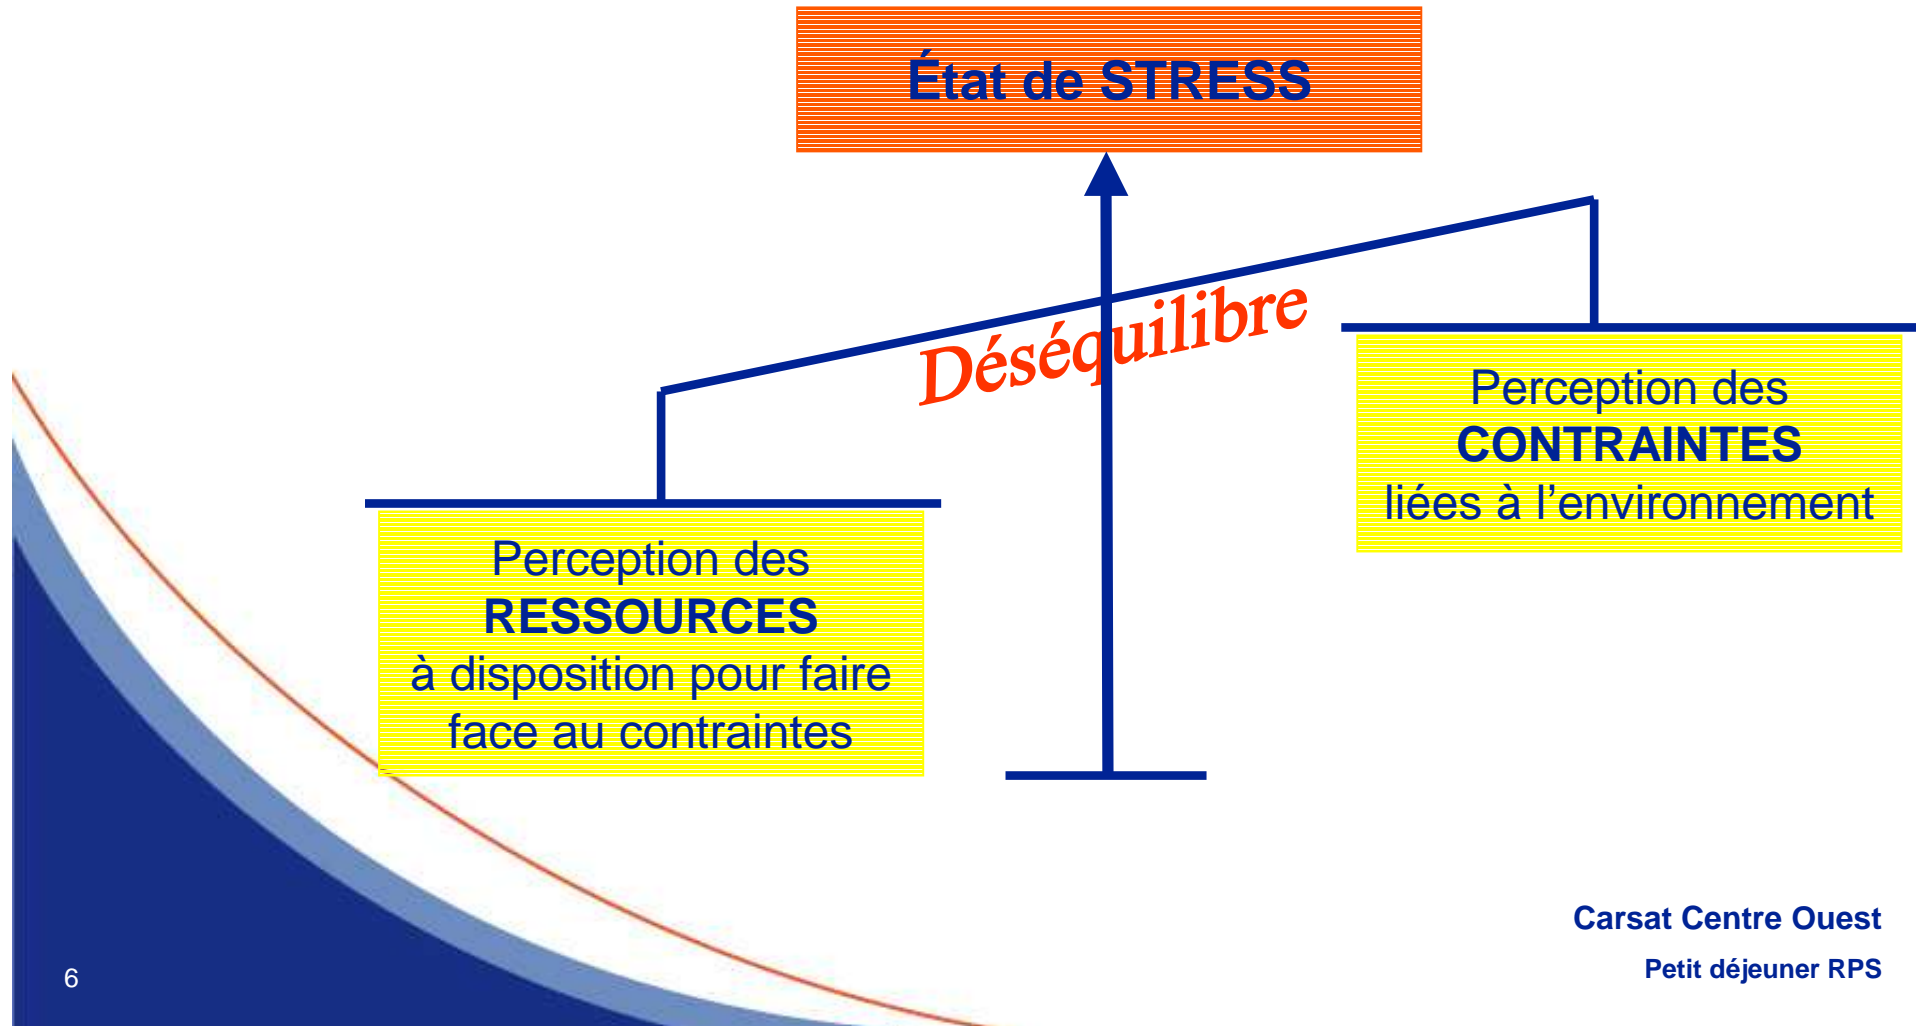 État de STRESS
Déséquilibre
Perception des
CONTRAINTES
liées à l’environnement
Perception des
RESSOURCES
à disposition pour faire
face au contraintes
Carsat Centre Ouest
Petit déjeuner RPS
6